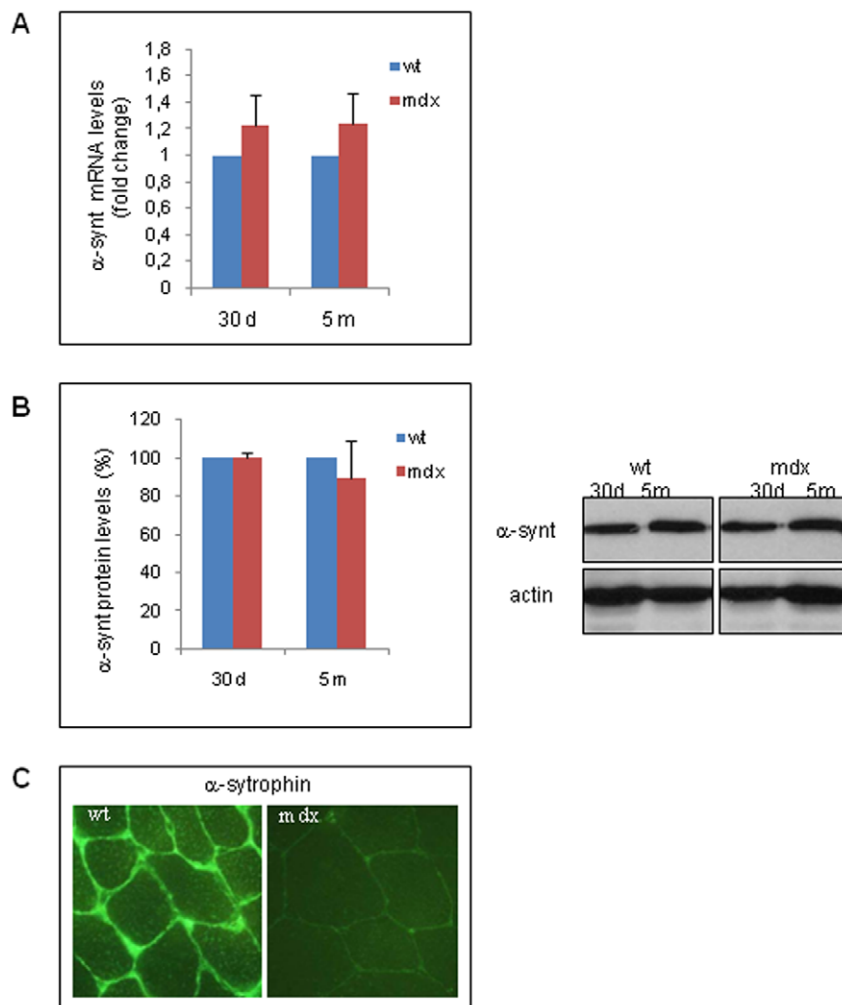 A
α-synt mRNA levels
(fold change)
1,8
1,6
1,4
1,2
1
0,8
0,6
0,4
0,2
0
30 d
5 m
wt
mdx
B
α-synt protein levels (%)
120
100
80
60
40
20
0
30 d
5 m
wt
mdx
wt mdx
30d 5m 30d 5m
α-synt
actin
C
α-sytrophin
wt
mdx